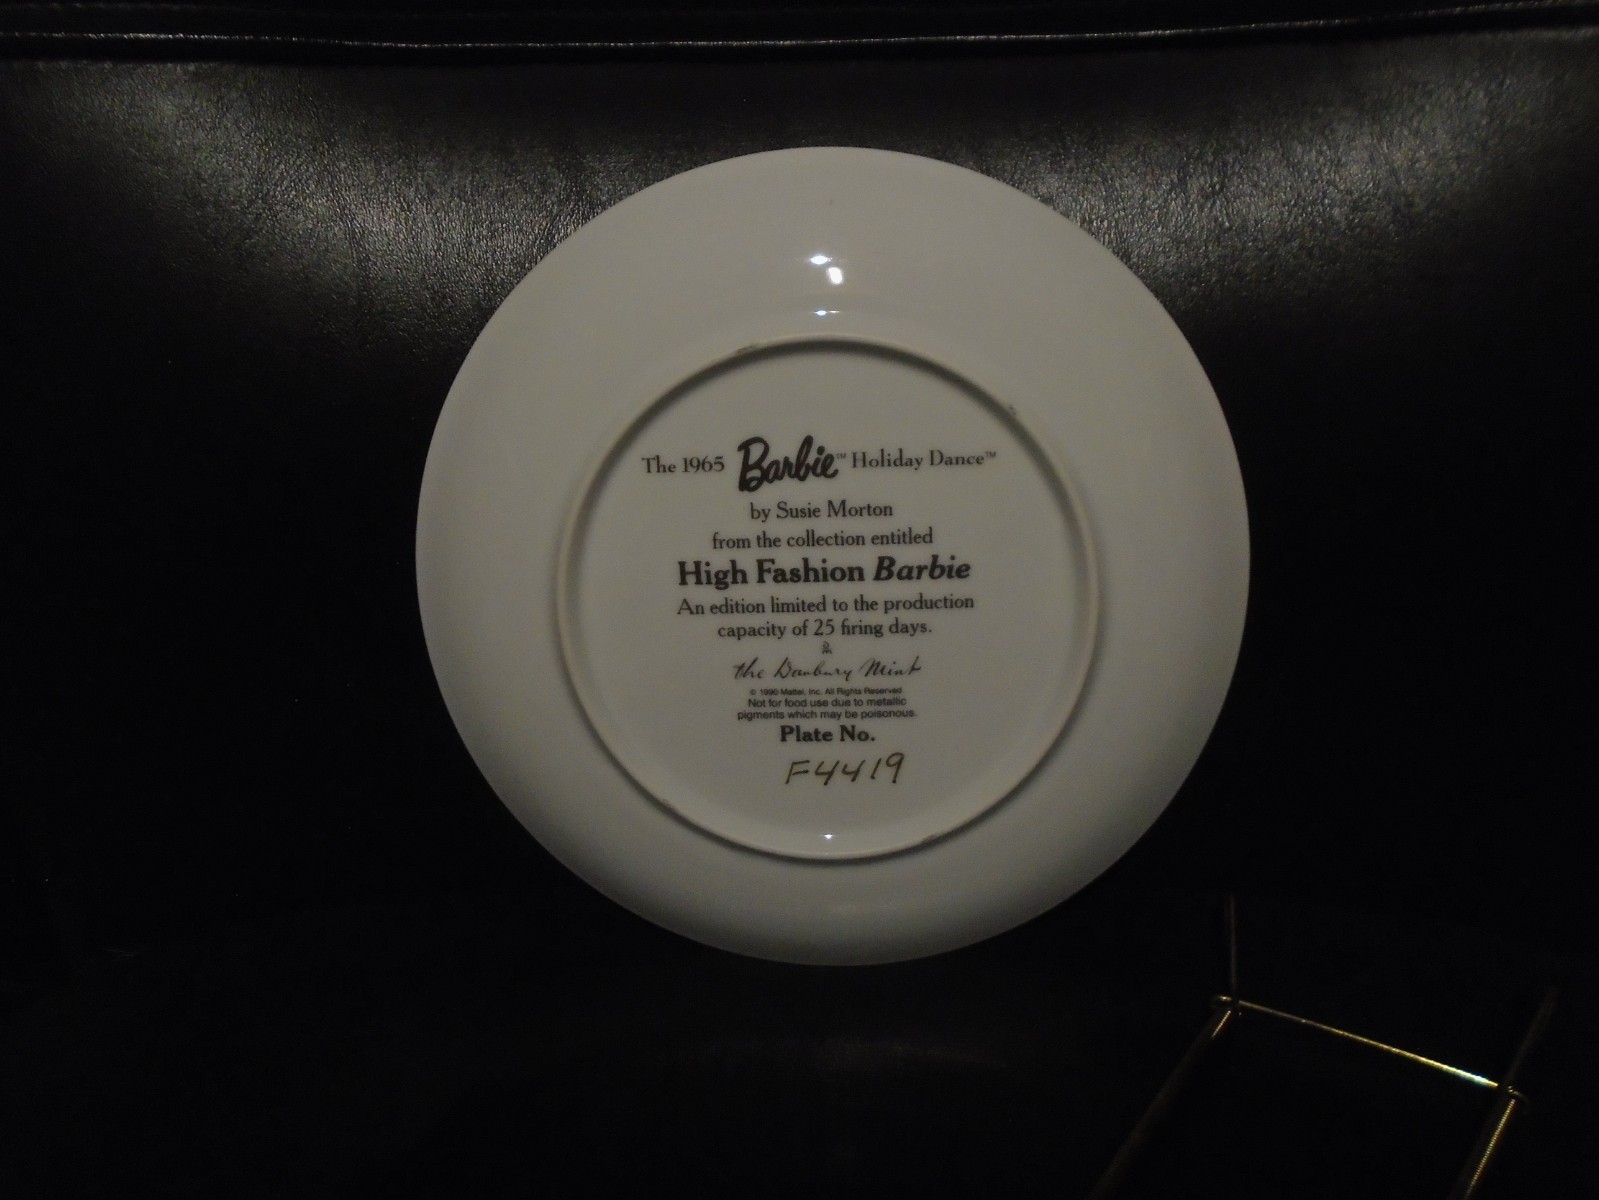 The 1965 Barbie™ Holiday Dance™
by Susie Morton
from the collection entitled
High Fashion Barbie
An edition limited to the production
capacity of 25 firing days.
the Danbury Mint
© 1990 Mattel, Inc. All Rights Reserved
Not for food use due to metallic
pigments which may be poisonous.
Plate No.
F4419